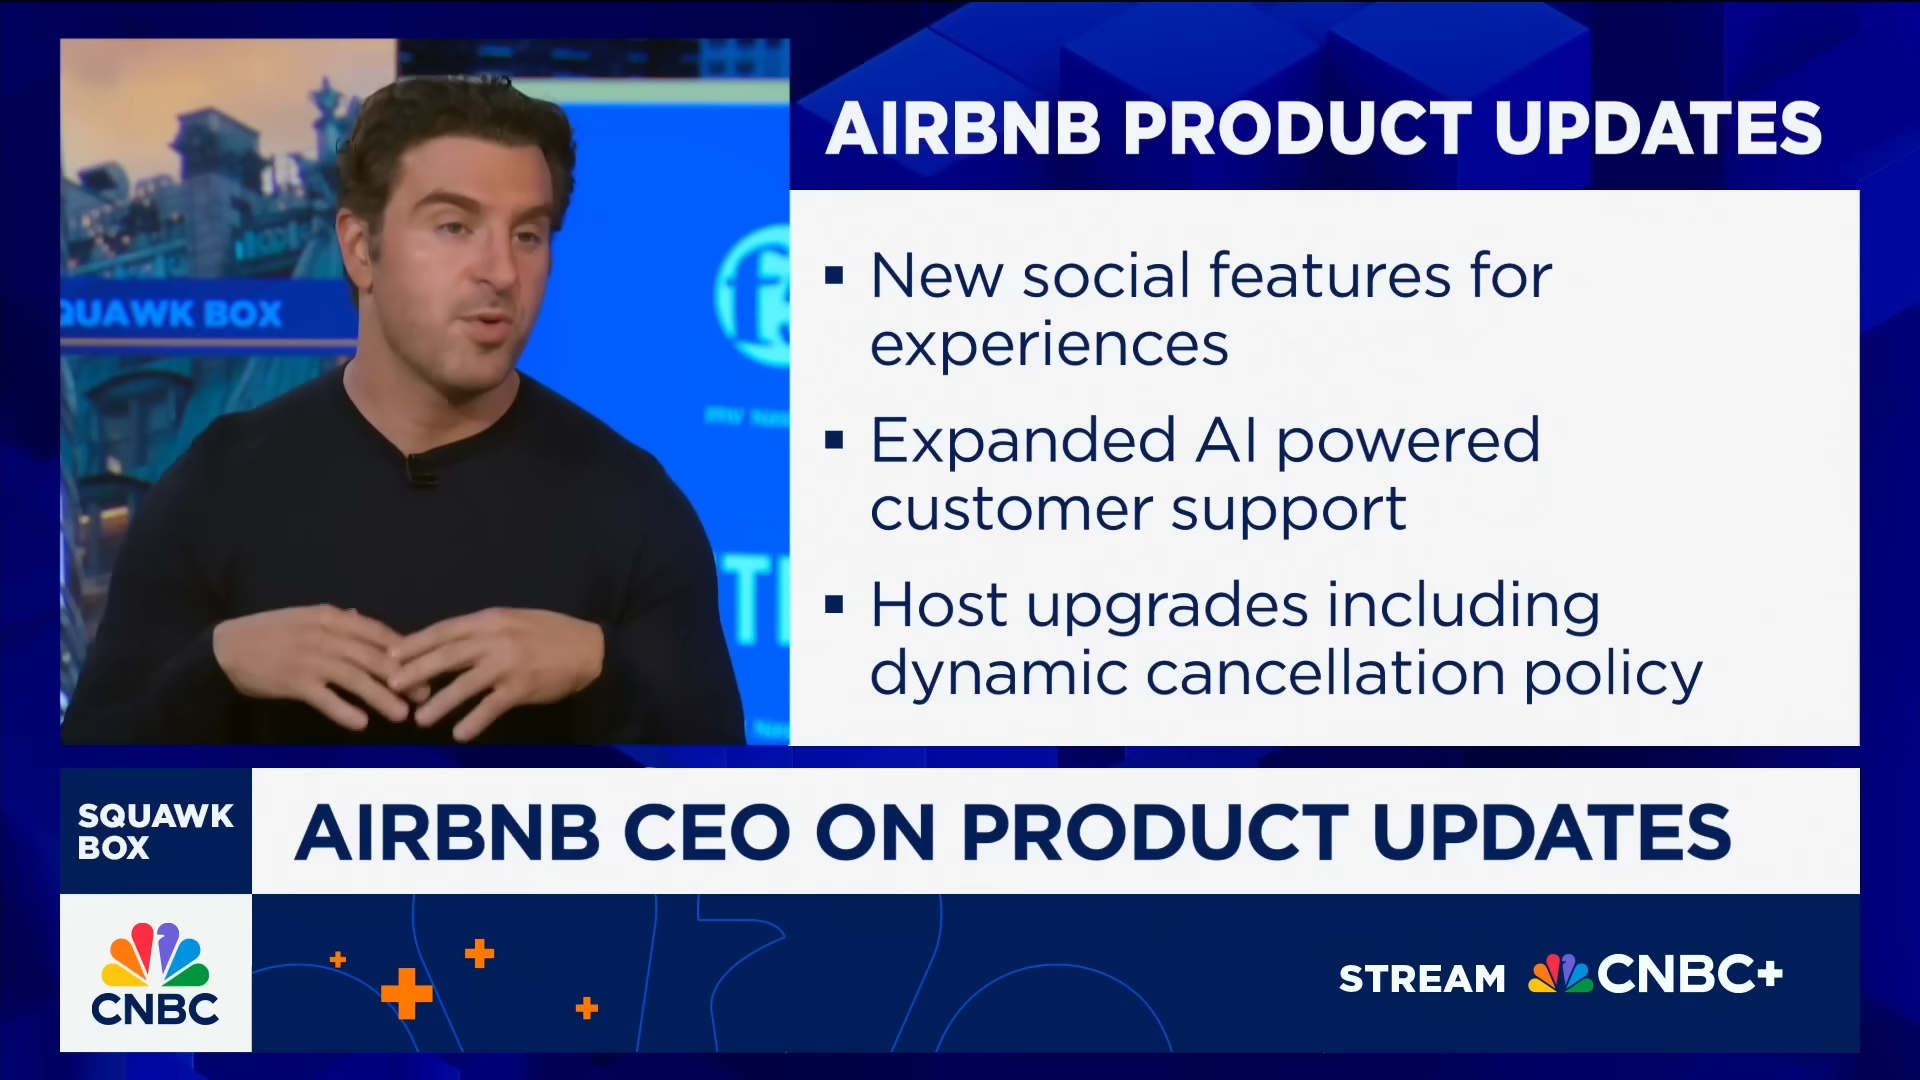 AIRBNB PRODUCT UPDATES
▪ New social features for
experiences
▪ Expanded AI powered
customer support
▪ Host upgrades including
dynamic cancellation policy
QUAWK BOX
SQUAWK
BOX
AIRBNB CEO ON PRODUCT UPDATES
CNBC
STREAM CNBC+